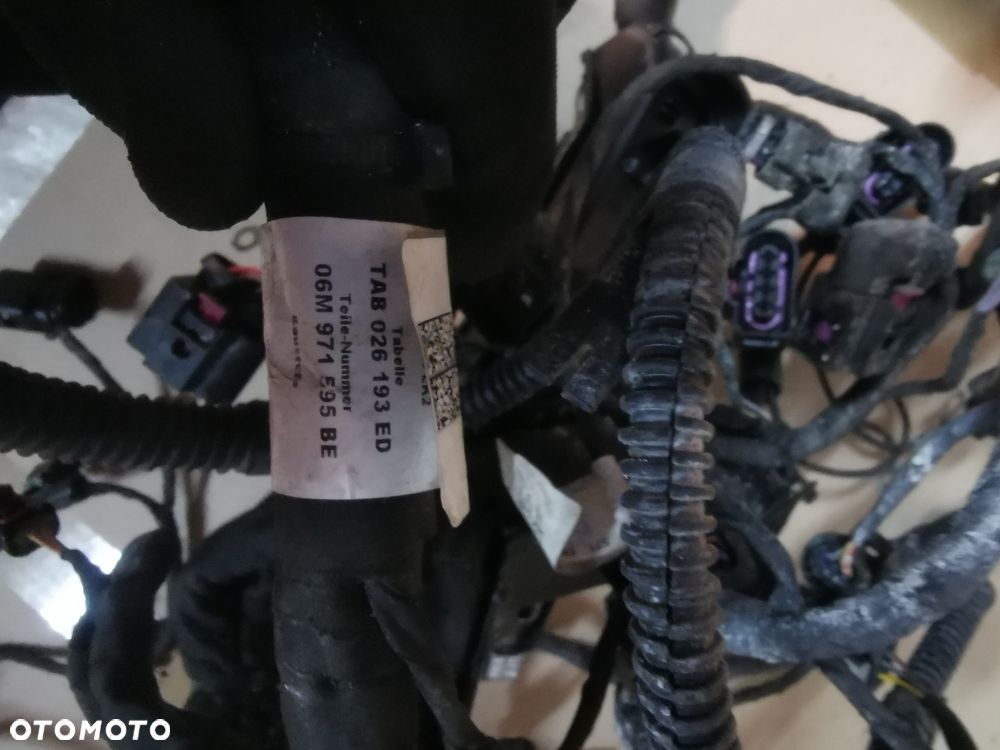 Tabelle
TAB 026 193 ED
Teile-Nummer
06M 971 595 BE
OTOMOTO